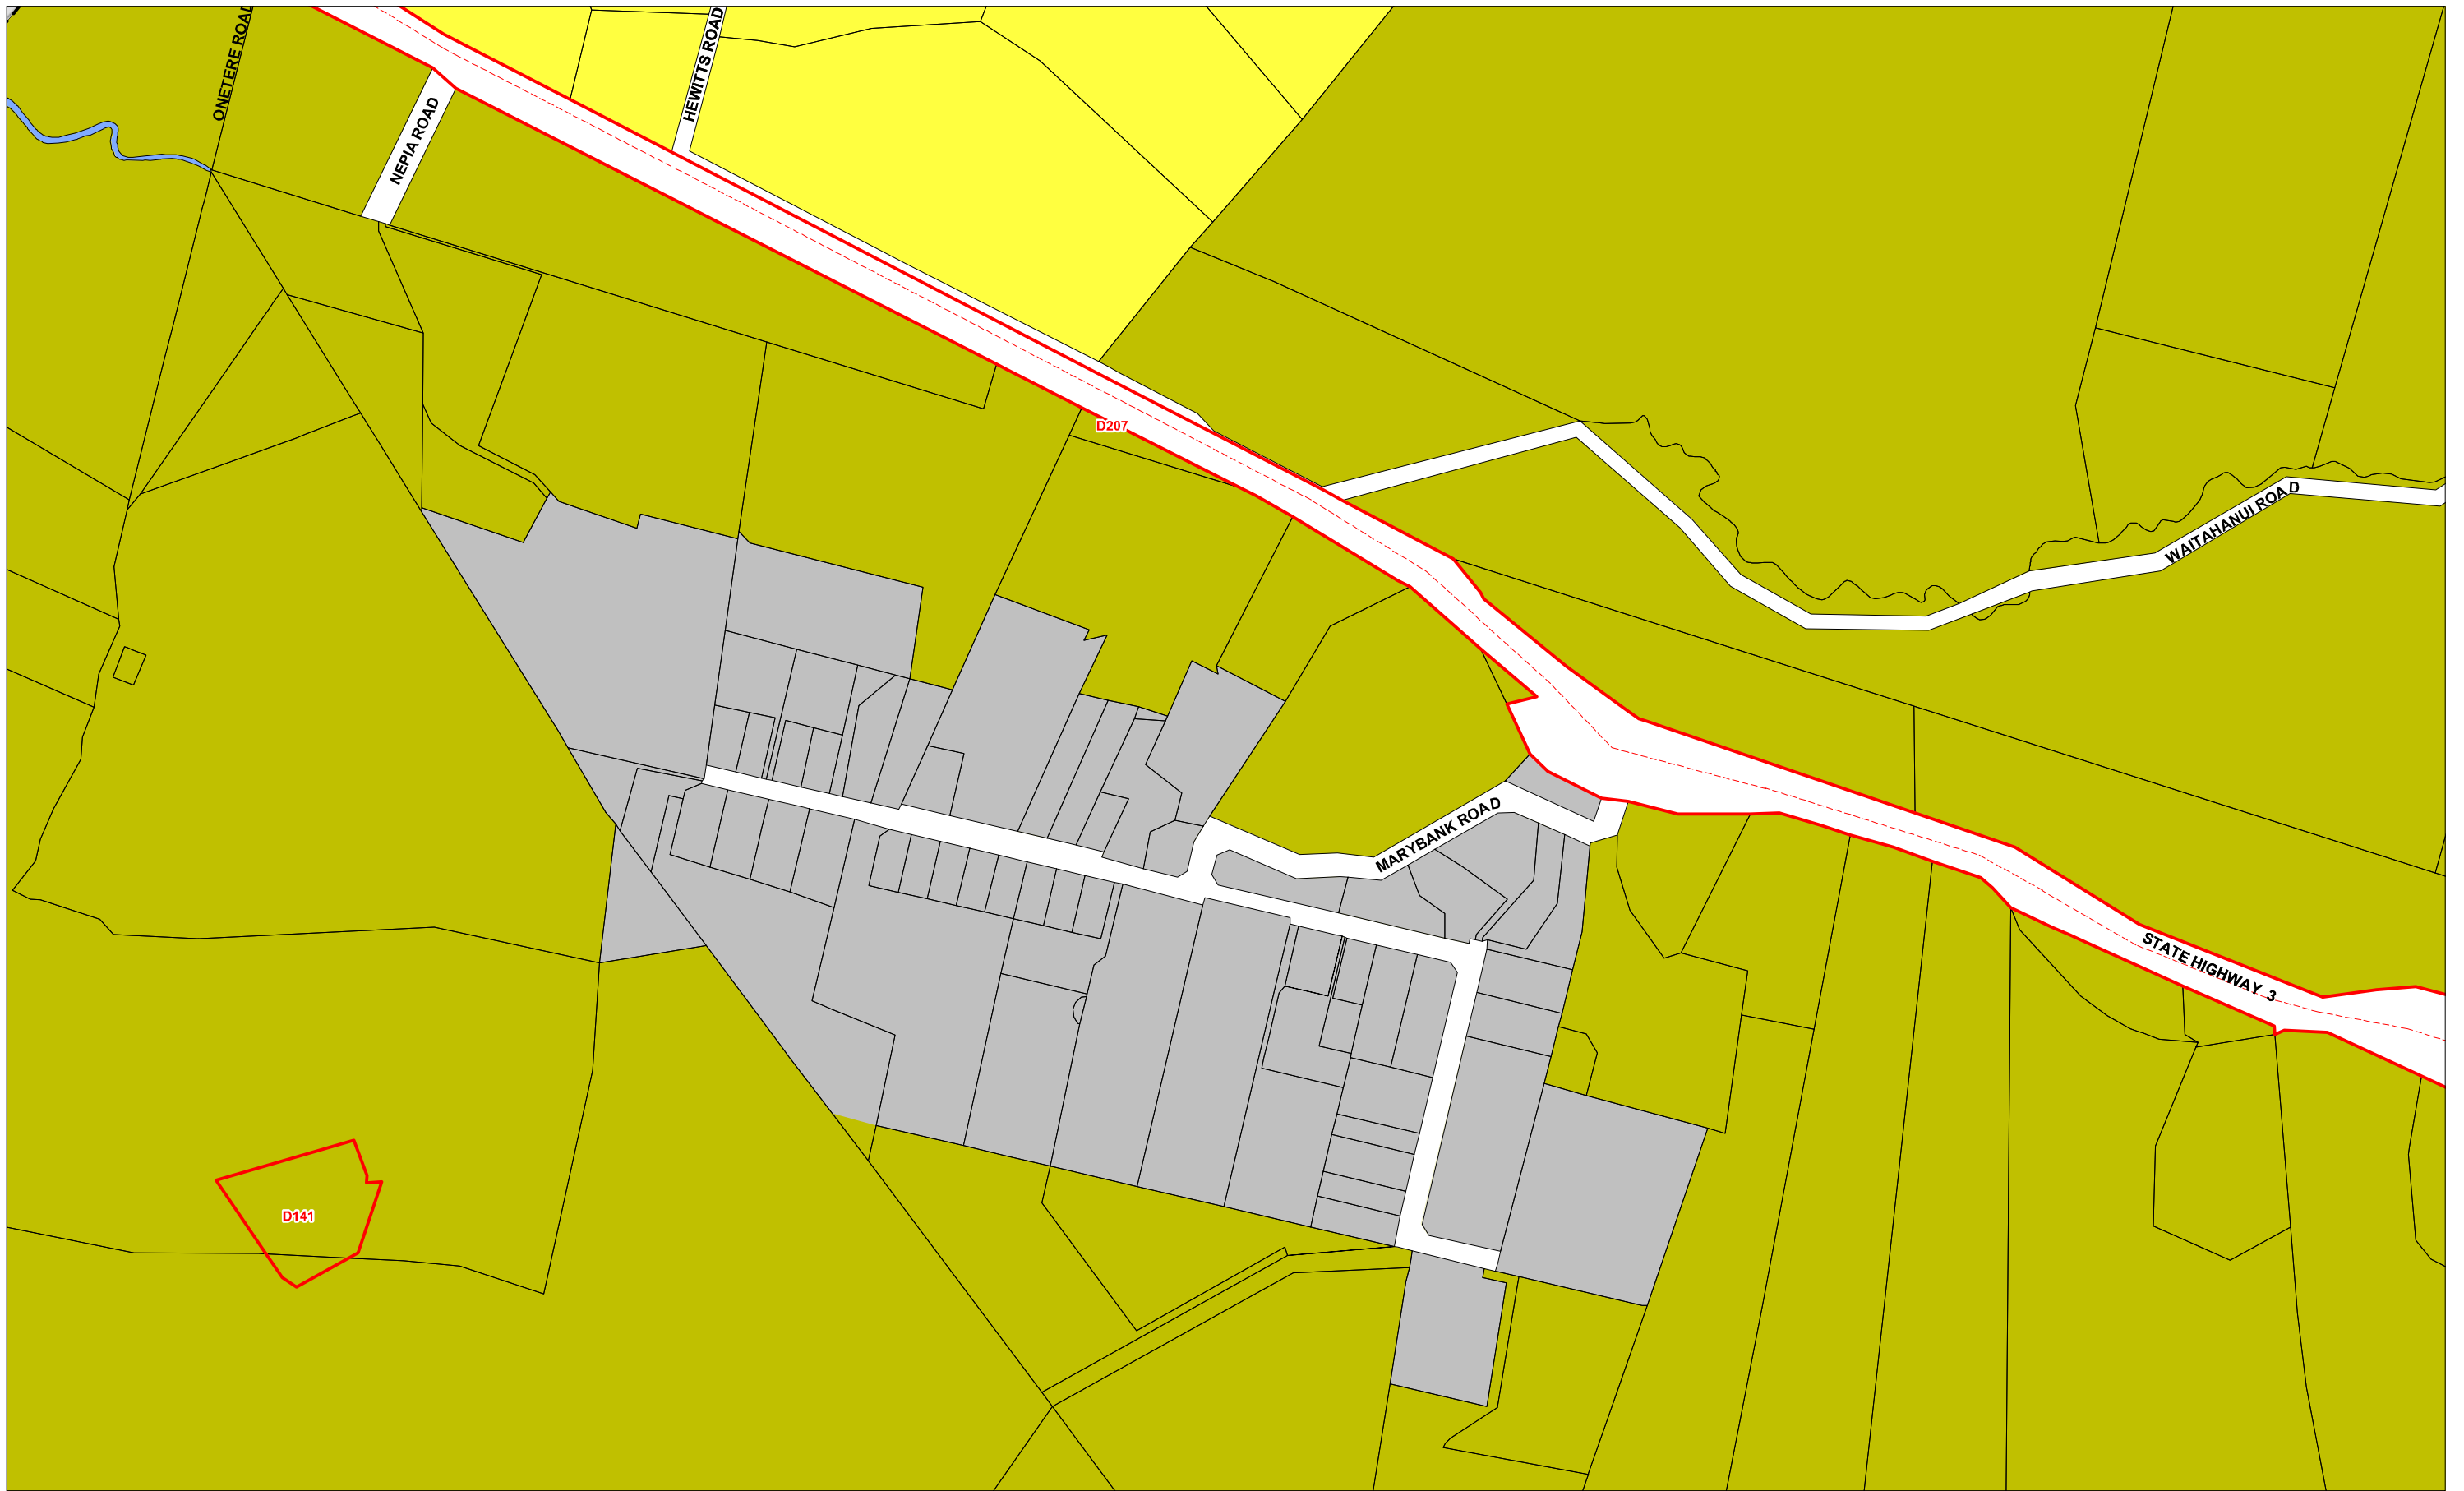 ONETERE ROAD
HEWITTS ROAD
NEPIA ROAD
D207
WAITAHANUI ROAD
MARYBANK ROAD
STATE HIGHWAY 3
D141